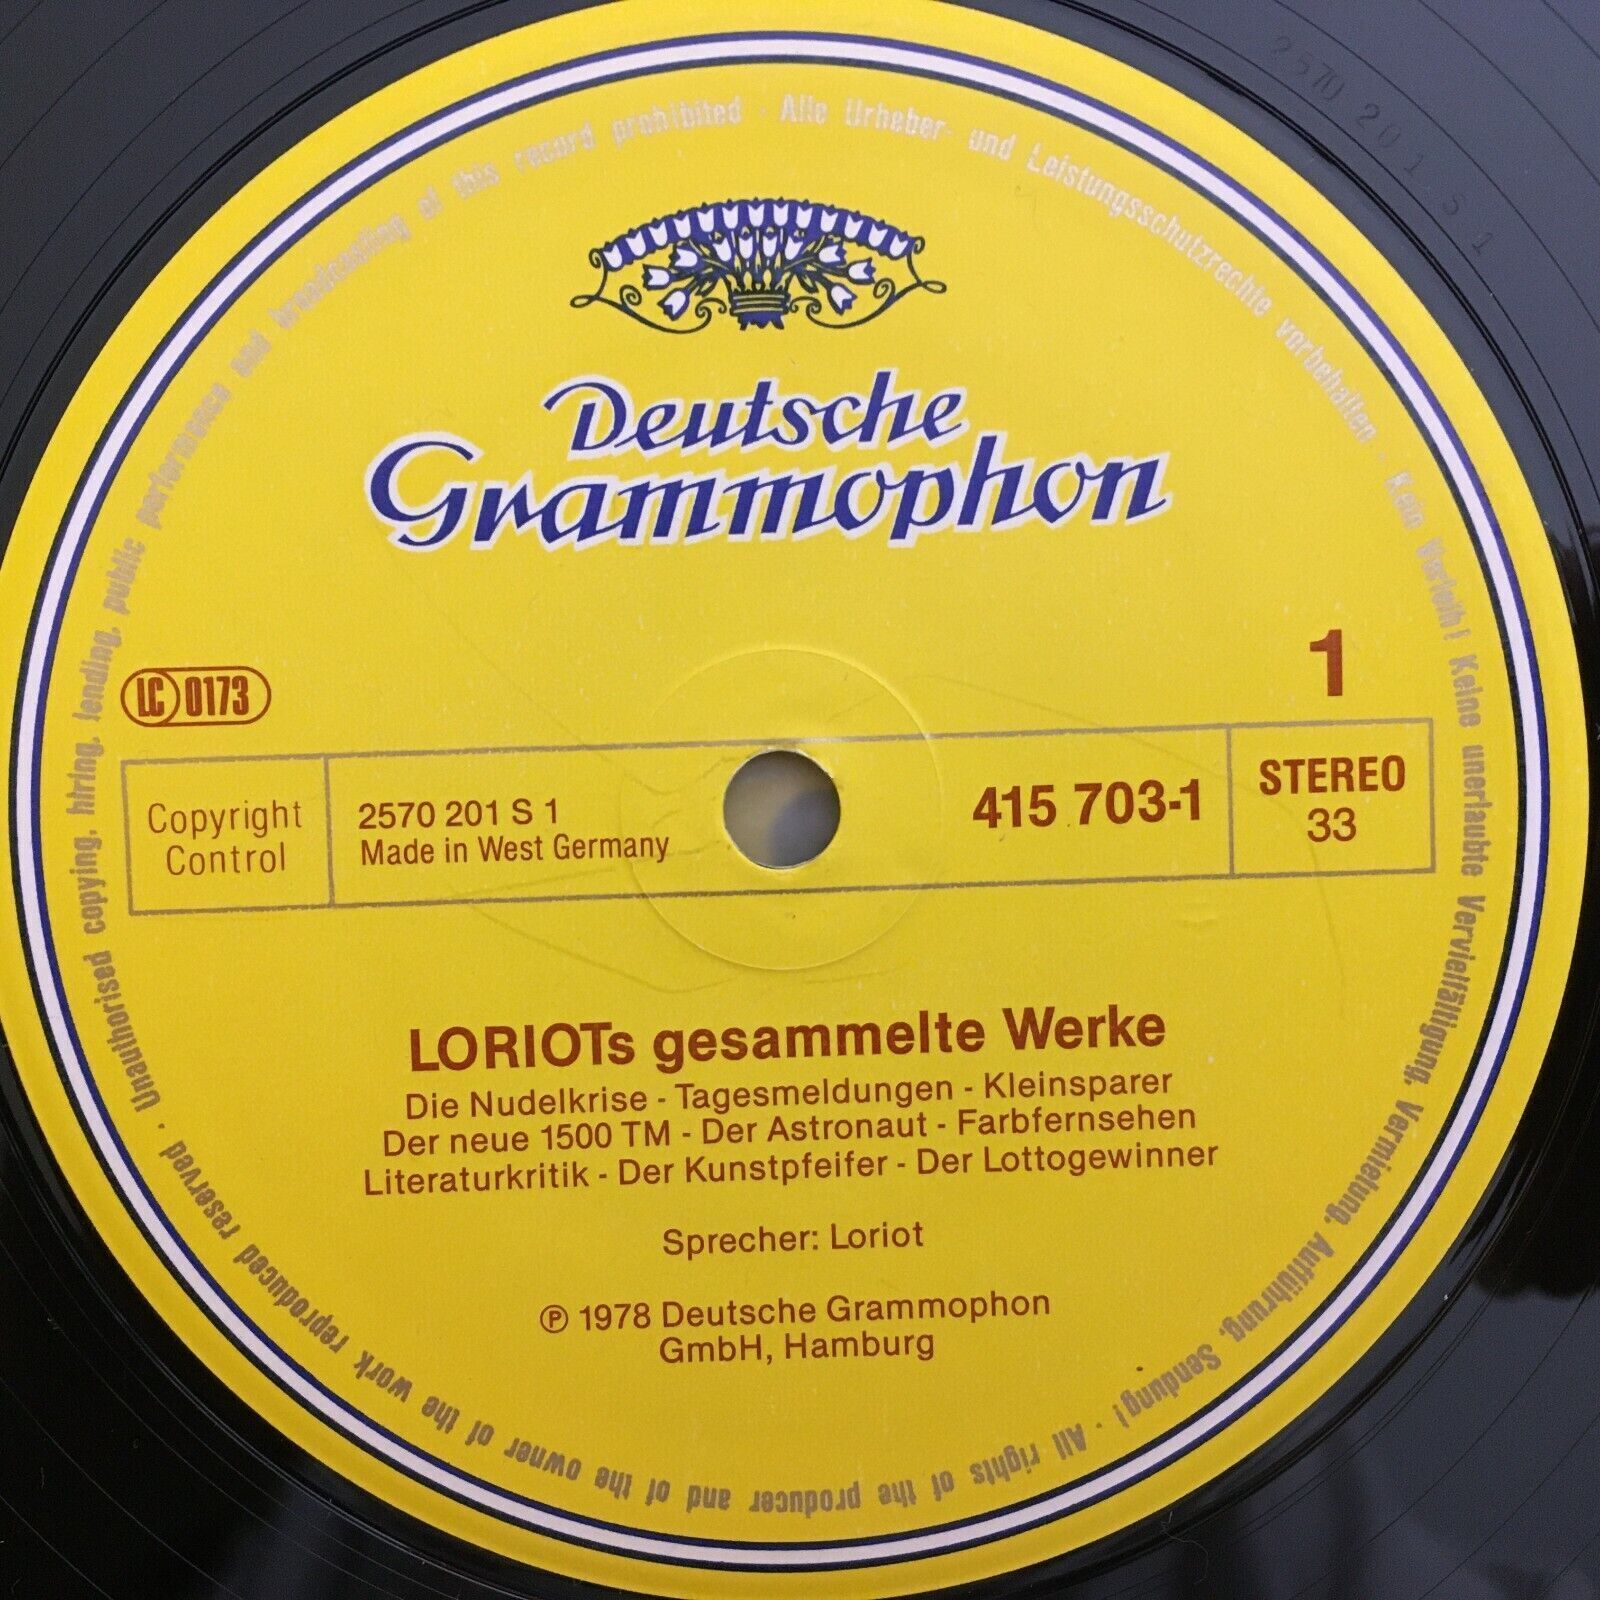 Deutsche
Grammophon
1
LC 0173
Copyright
Control
2570 201 S 1
Made in West Germany
415 703-1
STEREO
33
LORIOTs gesammelte Werke
Die Nudelkrise - Tagesmeldungen - Kleinsparer
Der neue 1500 TM - Der Astronaut - Farbfernsehen
Literaturkritik - Der Kunstpfeifer - Der Lottogewinner
Sprecher: Loriot
℗ 1978 Deutsche Grammophon
GmbH, Hamburg
Alle Urheber- und Leistungsschutzrechte vorbehalten · Kein Verleih! Keine unerlaubte Vervielfältigung, Vermietung, Aufführung, Sendung! · All rights of the producer and of the owner of the work reproduced reserved · Unauthorised copying, hiring, lending, public performance and broadcasting of this record prohibited ·
2570 201 S 1